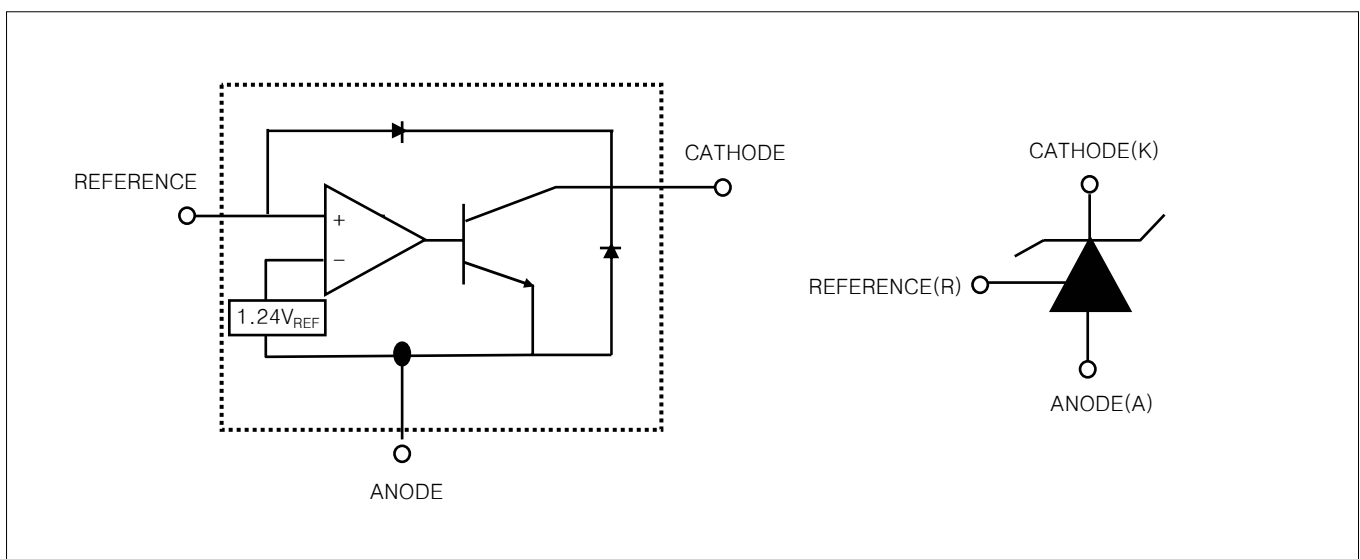 REFERENCE
+
−
1.24VREF
CATHODE
ANODE
CATHODE(K)
REFERENCE(R)
ANODE(A)